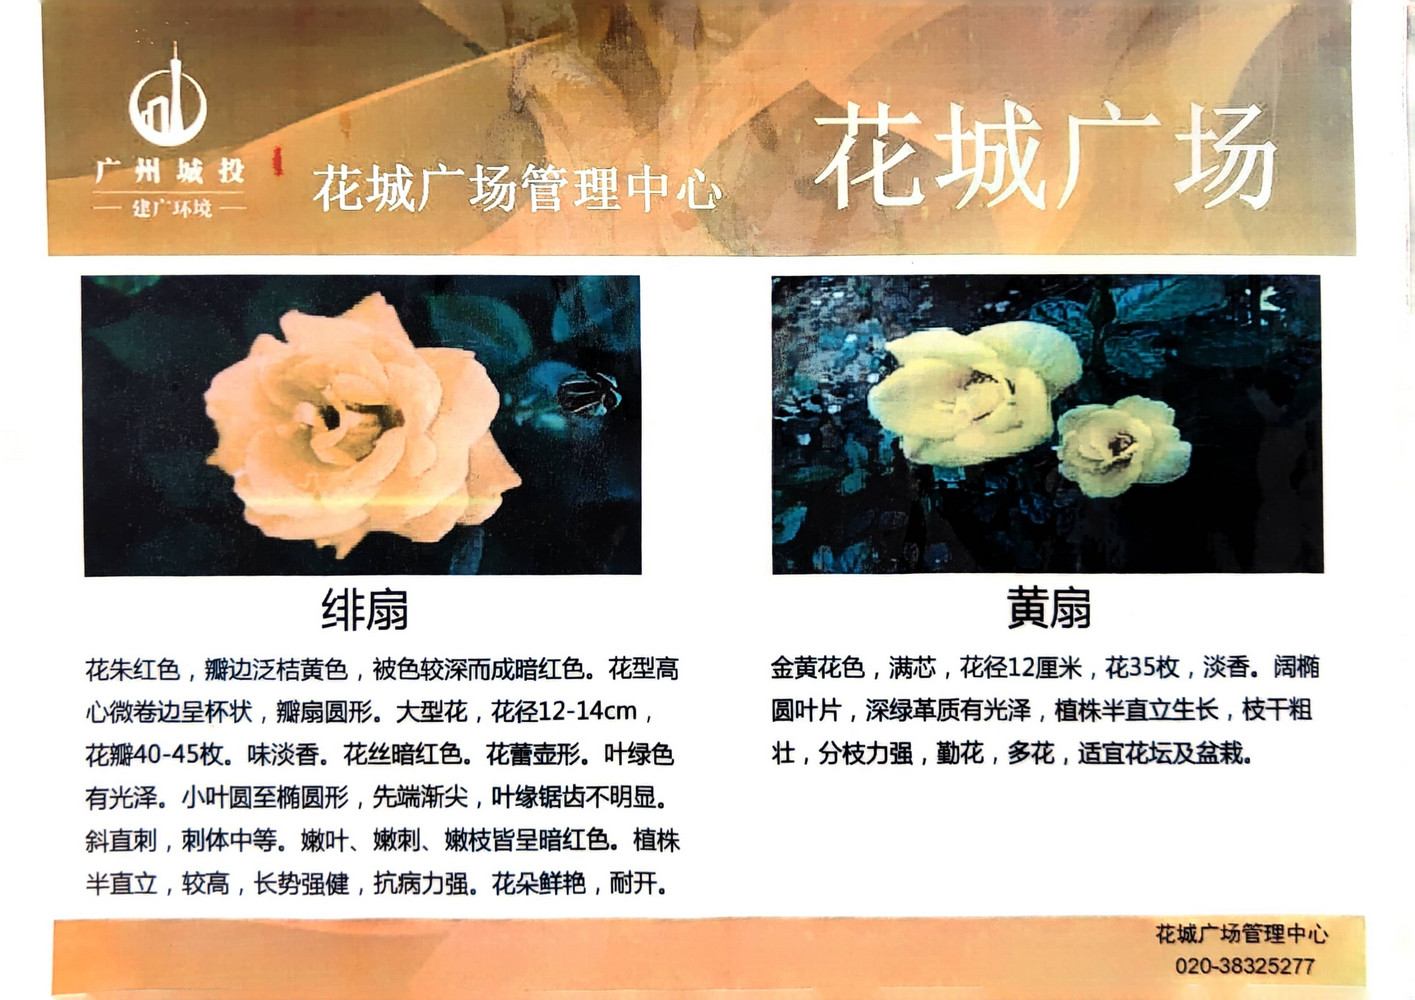 广州城投
建广环境
花城广场管理中心
花城广场
绯扇
花朱红色，瓣边泛桔黄色，被色较深而成暗红色。花型高
心微卷边呈杯状，瓣扇圆形。大型花，花径12-14cm，
花瓣40-45枚。味淡香。花丝暗红色。花蕾壶形。叶绿色
有光泽。小叶圆至椭圆形，先端渐尖，叶缘锯齿不明显。
斜直刺，刺体中等。嫩叶、嫩刺、嫩枝皆呈暗红色。植株
半直立，较高，长势强健，抗病力强。花朵鲜艳，耐开。
黄扇
金黄花色，满芯，花径12厘米，花35枚，淡香。阔椭
圆叶片，深绿革质有光泽，植株半直立生长，枝干粗
壮，分枝力强，勤花，多花，适宜花坛及盆栽。
花城广场管理中心
020-38325277